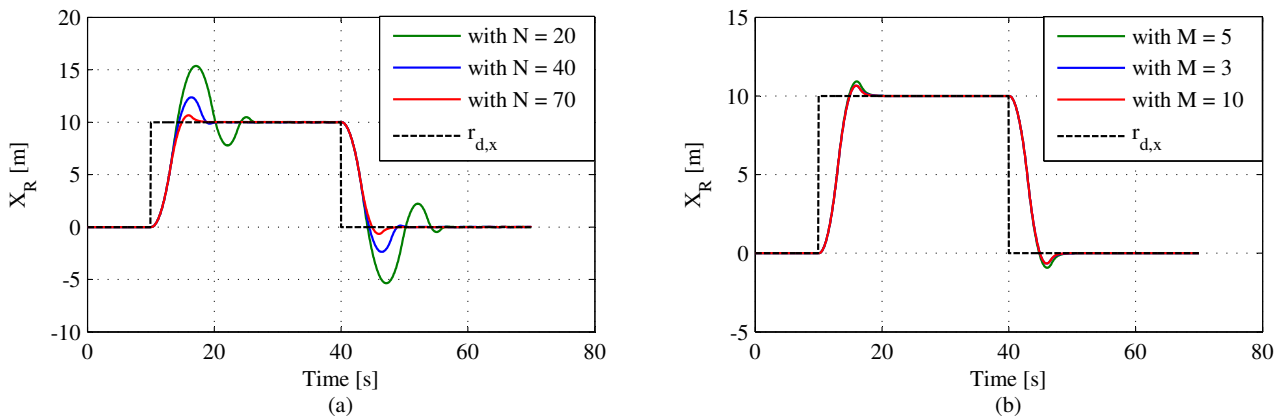 20
15
10
5
0
-5
-10
X_R [m]
with N = 20
with N = 40
with N = 70
r_d,x
0
20
40
60
80
Time [s]
(a)
15
10
5
0
-5
X_R [m]
with M = 5
with M = 3
with M = 10
r_d,x
0
20
40
60
80
Time [s]
(b)